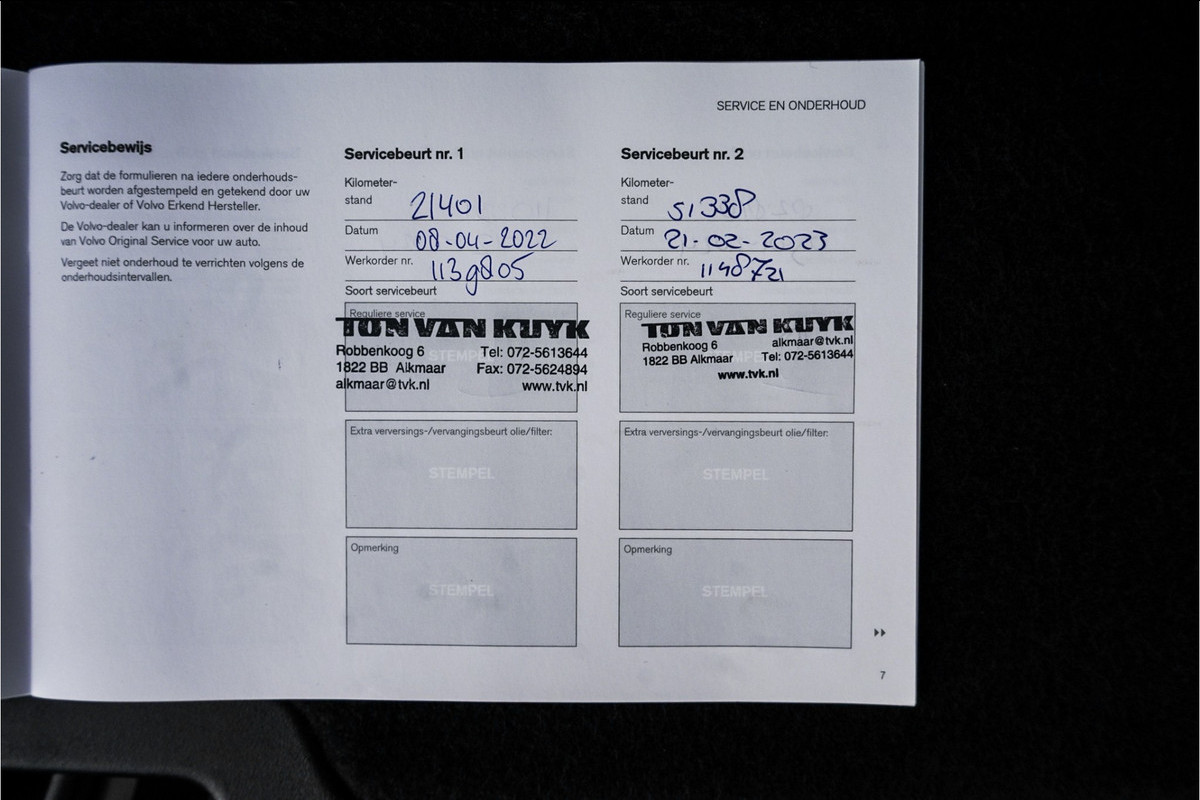 SERVICE EN ONDERHOUD
Servicebewijs
Zorg dat de formulieren na iedere onderhouds-
beurt worden afgestempeld en getekend door uw
Volvo-dealer of Volvo Erkend Hersteller.
De Volvo-dealer kan u informeren over de inhoud
van Volvo Original Service voor uw auto.
Vergeet niet onderhoud te verrichten volgens de
onderhoudsintervallen.
Servicebeurt nr. 1
Kilometer-
stand 21401
Datum 08-04-2022
Werkorder nr. 1139805
Soort servicebeurt
Reguliere service
TON VAN KUYK
Robbenkoog 6 Tel: 072-5613644
1822 BB Alkmaar Fax: 072-5624894
alkmaar@tvk.nl www.tvk.nl
STEMPEL
Extra verversings-/vervangingsbeurt olie/filter:
STEMPEL
Opmerking
STEMPEL
Servicebeurt nr. 2
Kilometer-
stand 51338
Datum 21-02-2023
Werkorder nr. 1148721
Soort servicebeurt
Reguliere service
TON VAN KUYK
Robbenkoog 6 alkmaar@tvk.nl
1822 BB Alkmaar Tel: 072-5613644
www.tvk.nl
Extra verversings-/vervangingsbeurt olie/filter:
STEMPEL
Opmerking
STEMPEL
7